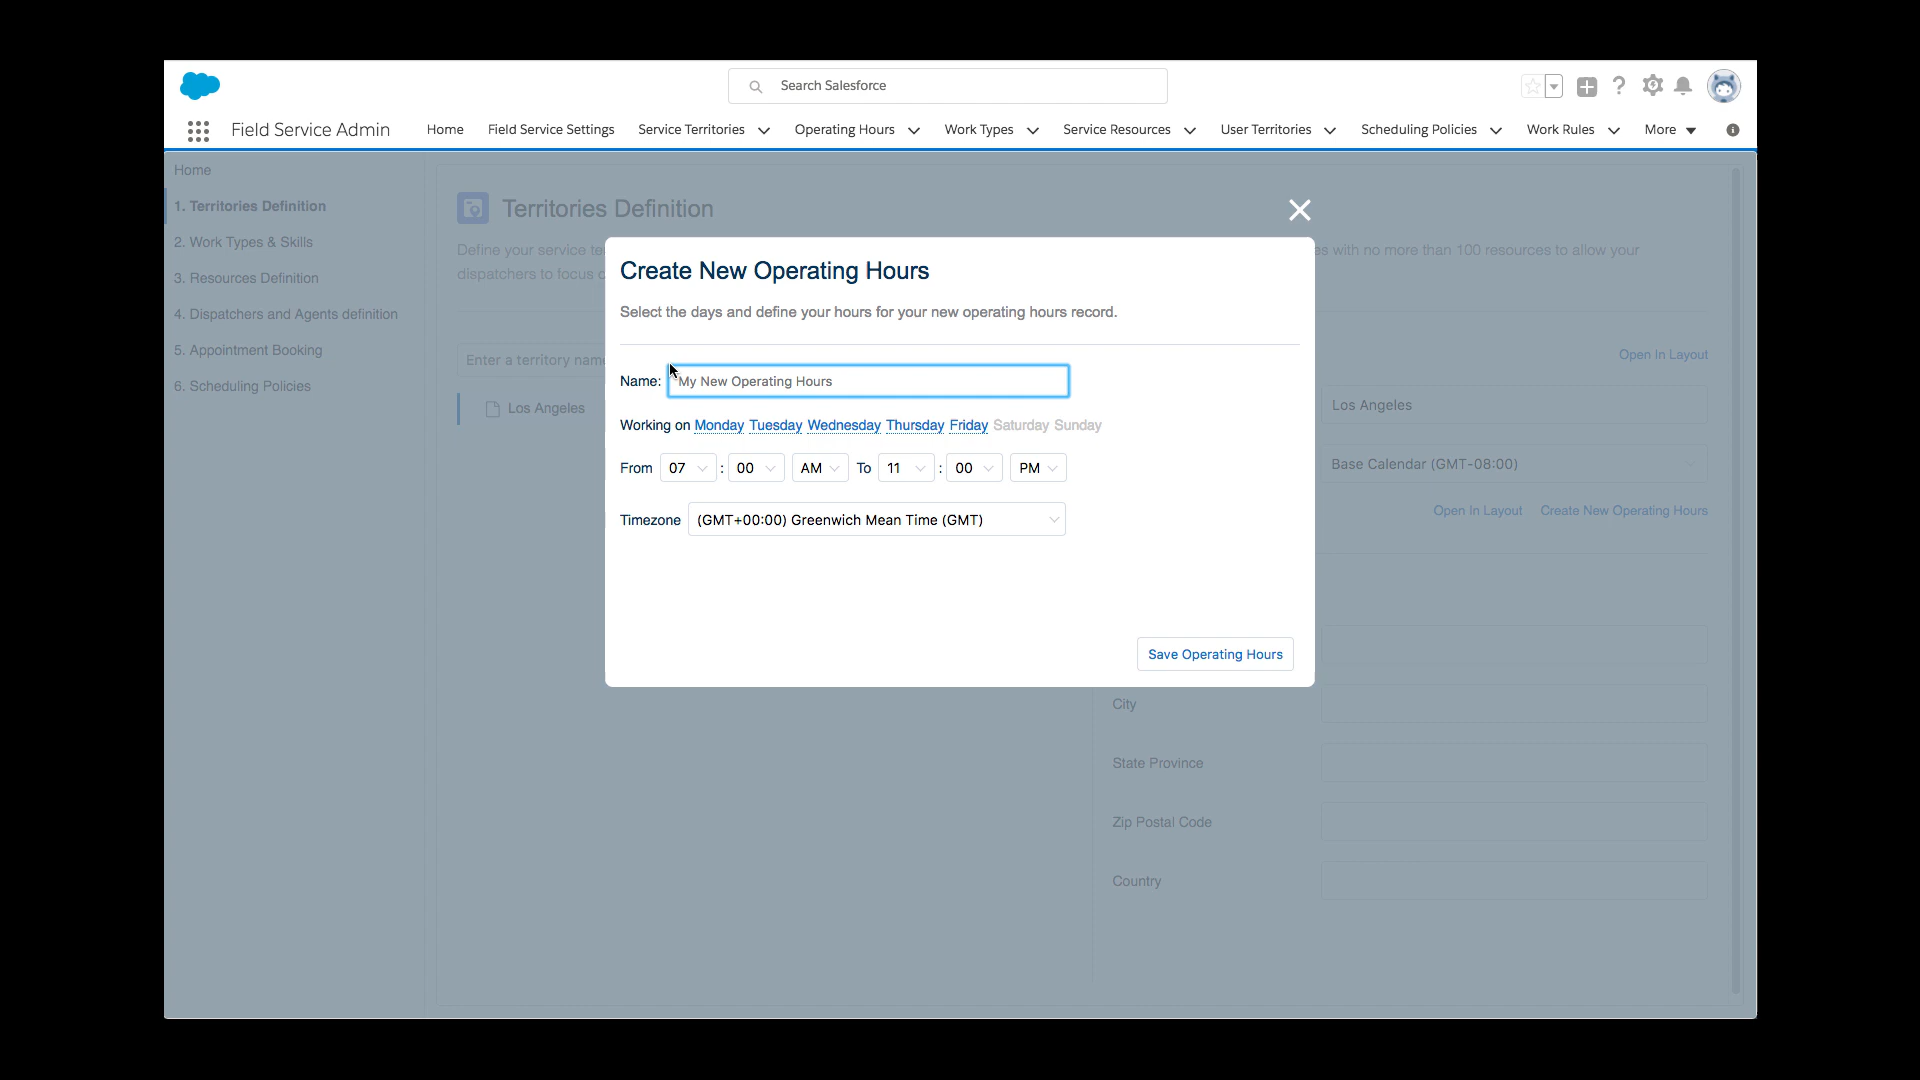 Search Salesforce
Field Service Admin Home Field Service Settings Service Territories Operating Hours Work Types Service Resources User Territories Scheduling Policies Work Rules More
Home
1. Territories Definition
2. Work Types & Skills
3. Resources Definition
4. Dispatchers and Agents definition
5. Appointment Booking
6. Scheduling Policies
Territories Definition
Define your service es with no more than 100 resources to allow your
dispatchers to focus
Enter a territory name
Los Angeles
Create New Operating Hours
Select the days and define your hours for your new operating hours record.
Name: My New Operating Hours
Working on Monday Tuesday Wednesday Thursday Friday Saturday Sunday
From 07 : 00 AM To 11 : 00 PM
Timezone (GMT+00:00) Greenwich Mean Time (GMT)
Save Operating Hours
Open In Layout
Los Angeles
Base Calendar (GMT-08:00)
Open In Layout Create New Operating Hours
City
State Province
Zip Postal Code
Country